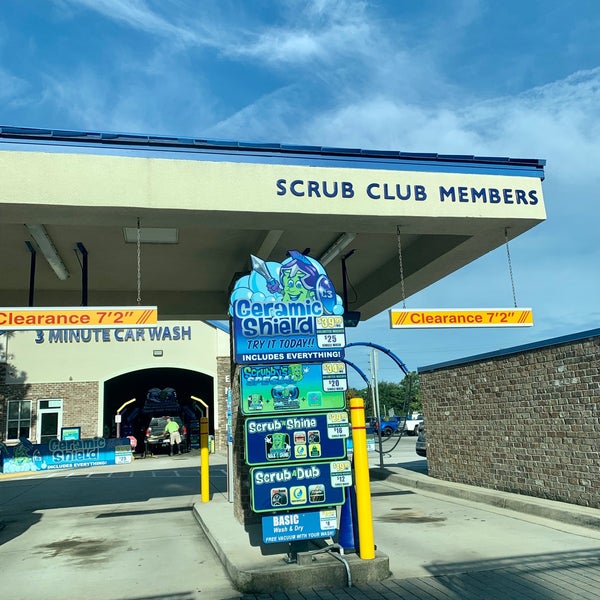 SCRUB CLUB MEMBERS
Clearance 7'2"
Clearance 7'2"
3 MINUTE CAR WASH
Ceramic
Shield
TRY IT TODAY!!
$25
INCLUDES EVERYTHING!
Scrubby's
Special
$20
Scrub & Shine
$16
Scrub A Dub
$12
BASIC
Wash & Dry
FREE VACUUM WITH YOUR WASH!
Ceramic Shield
INCLUDES EVERYTHING!